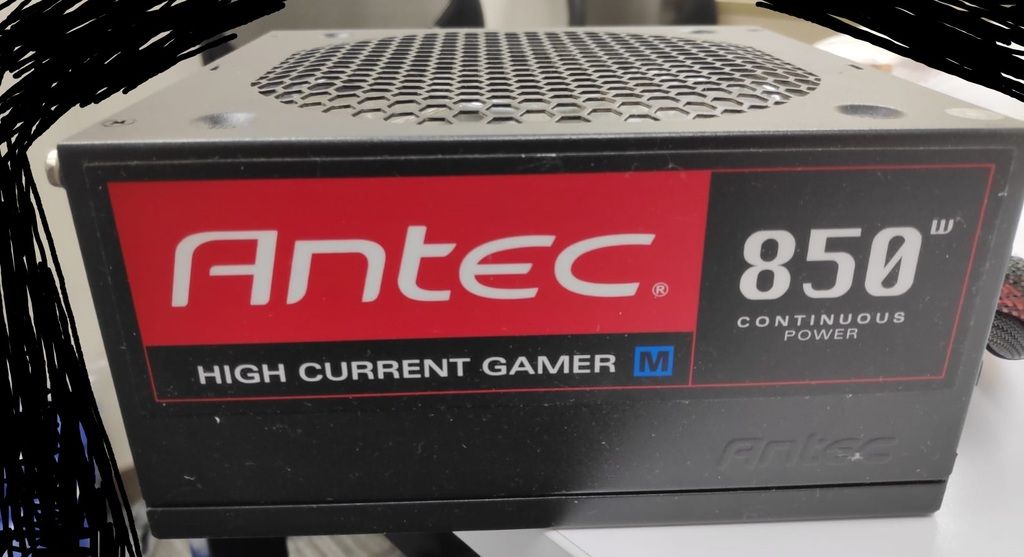 Antec®
HIGH CURRENT GAMER M
850W
CONTINUOUS
POWER
Antec